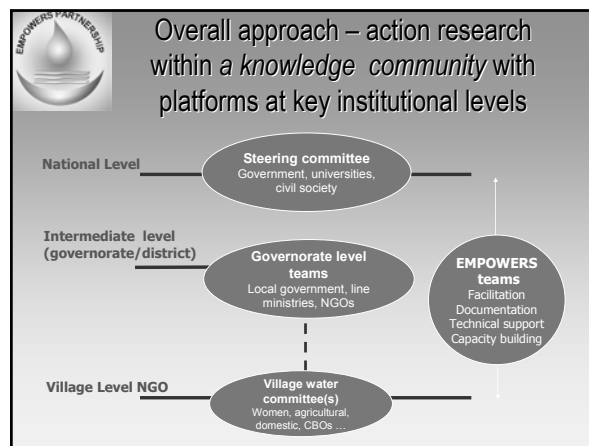 EMPOWERS PARTNERSHIP
Overall approach – action research
within a knowledge community with
platforms at key institutional levels
National Level
Steering committee
Government, universities,
civil society
Intermediate level
(governorate/district)
Governorate level
teams
Local government, line
ministries, NGOs
EMPOWERS
teams
Facilitation
Documentation
Technical support
Capacity building
Village Level NGO
Village water
committee(s)
Women, agricultural,
domestic, CBOs ...